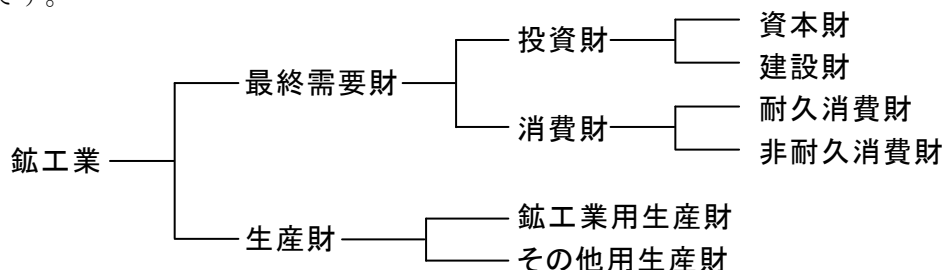 です。
資本財
投資財
建設財
最終需要財
耐久消費財
消費財
非耐久消費財
鉱工業
鉱工業用生産財
生産財
その他用生産財